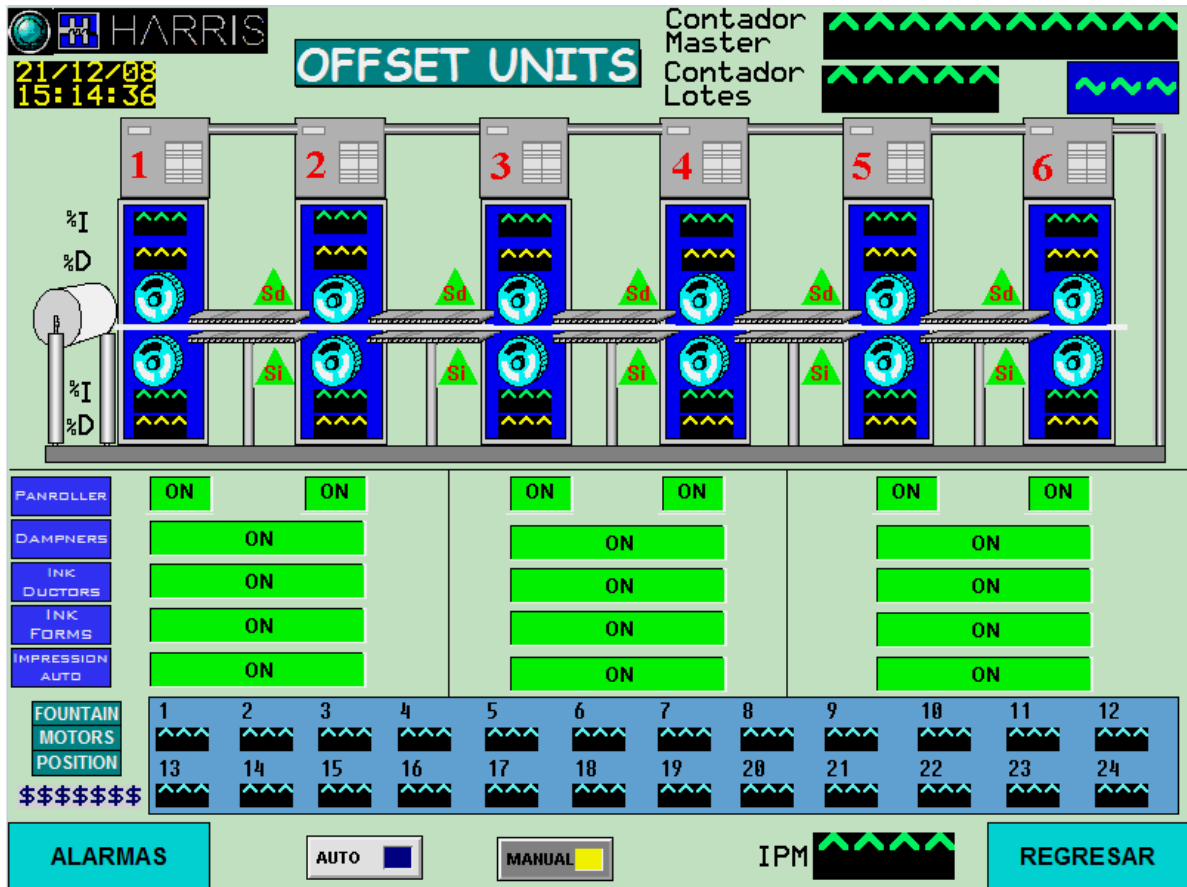 HARRIS
OFFSET UNITS
Contador
Master
21/12/08
15:14:36
Contador
Lotes
1 2 3 4 5 6
%I
%D
Sd Sd Sd Sd Sd
Si Si Si Si Si
%I
%D
PANROLLER ON ON ON ON ON ON
DAMPNERS ON ON ON
INK
DUCTORS ON ON ON
INK
FORMS ON ON ON
IMPRESSION
AUTO ON ON ON
FOUNTAIN
MOTORS
POSITION
1 2 3 4 5 6 7 8 9 10 11 12
13 14 15 16 17 18 19 20 21 22 23 24
$$$$$$$
ALARMAS
AUTO
MANUAL
IPM
REGRESAR